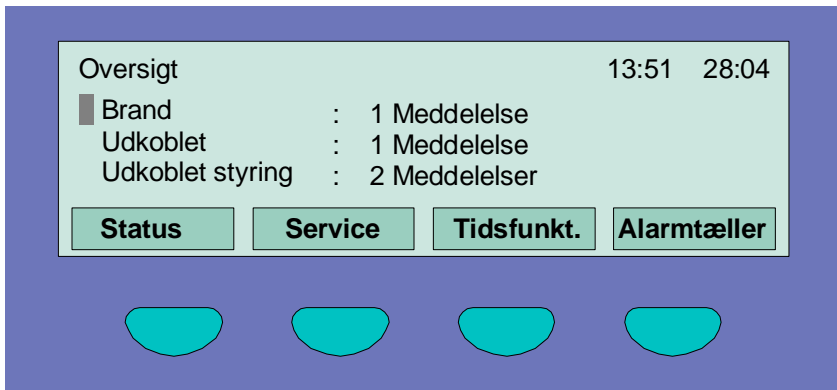 Oversigt 13:51 28:04
Brand : 1 Meddelelse
Udkoblet : 1 Meddelelse
Udkoblet styring : 2 Meddelelser
Status Service Tidsfunkt. Alarmtæller